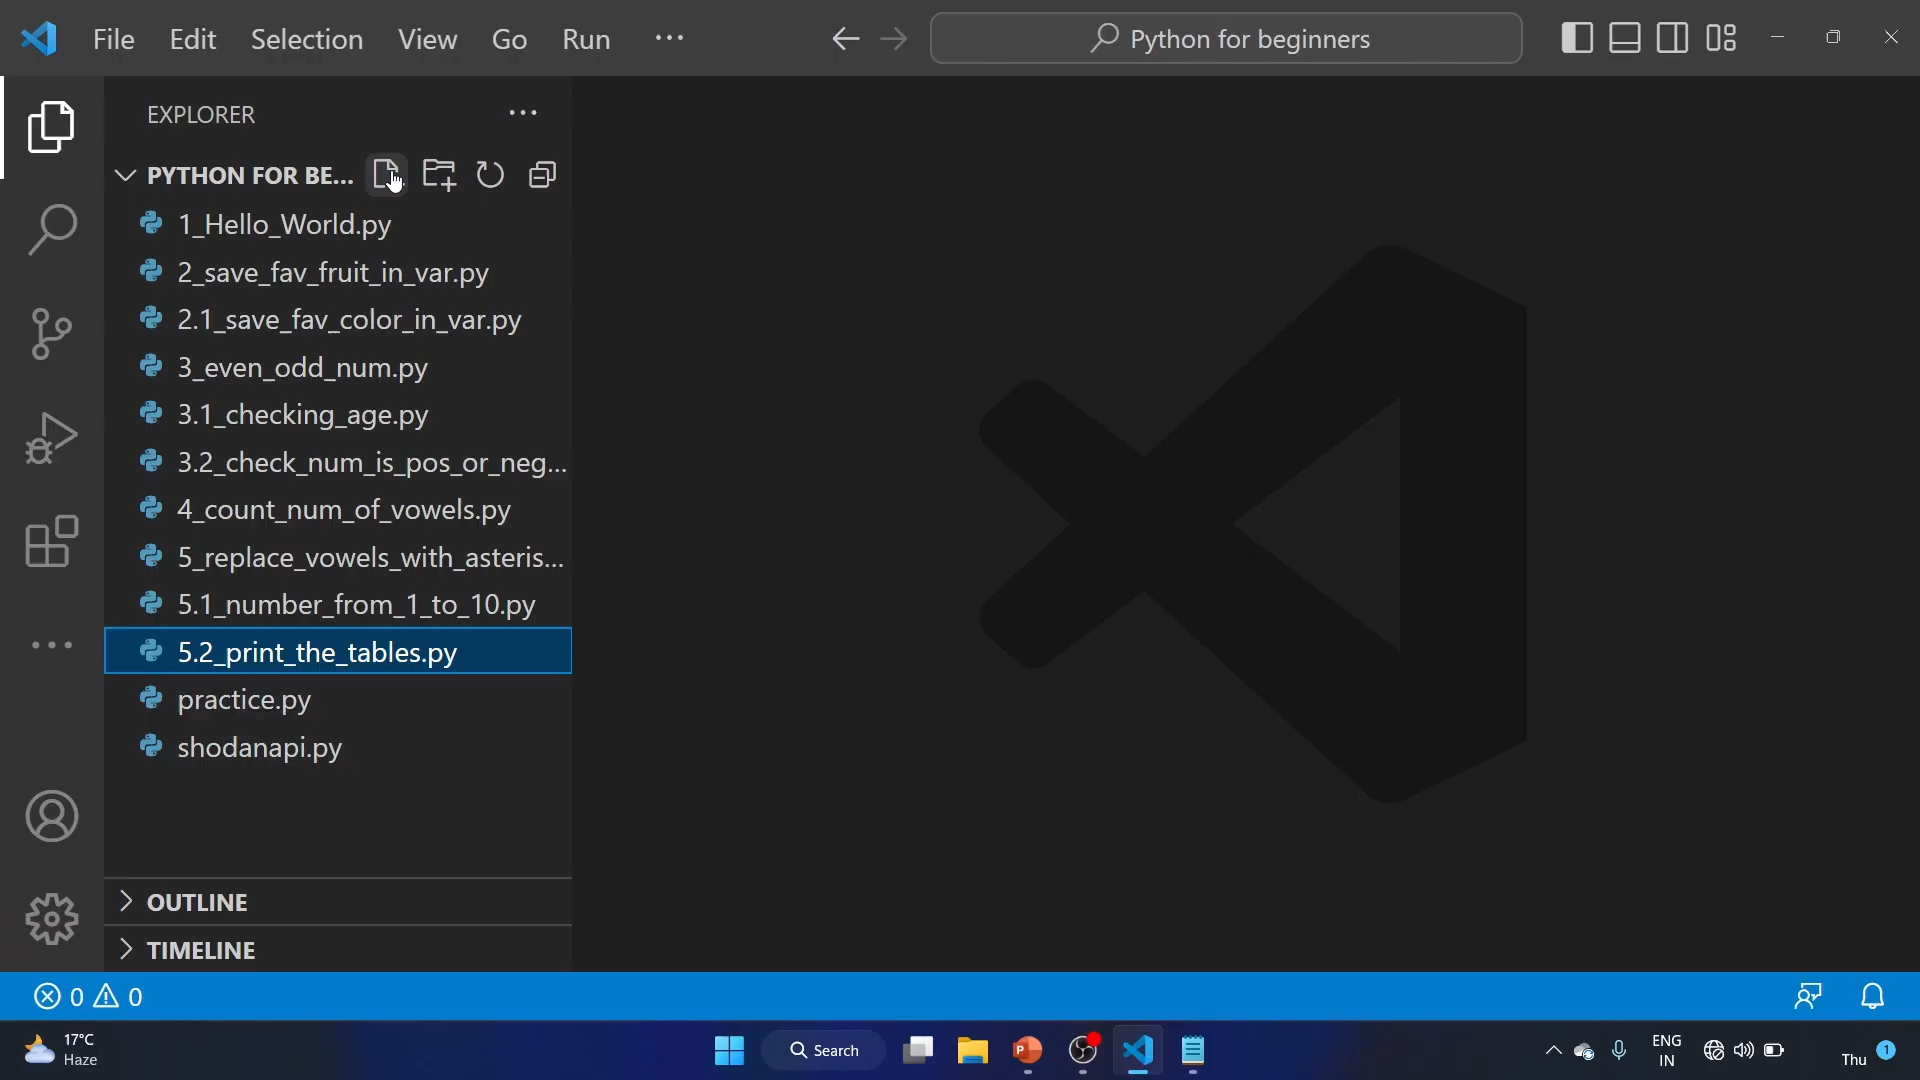 File Edit Selection View Go Run ...
Python for beginners
EXPLORER
PYTHON FOR BE...
1_Hello_World.py
2_save_fav_fruit_in_var.py
2.1_save_fav_color_in_var.py
3_even_odd_num.py
3.1_checking_age.py
3.2_check_num_is_pos_or_neg...
4_count_num_of_vowels.py
5_replace_vowels_with_asteris...
5.1_number_from_1_to_10.py
5.2_print_the_tables.py
practice.py
shodanapi.py
OUTLINE
TIMELINE
0 0
17°C
Haze
Search
P
ENG
IN
Thu 1